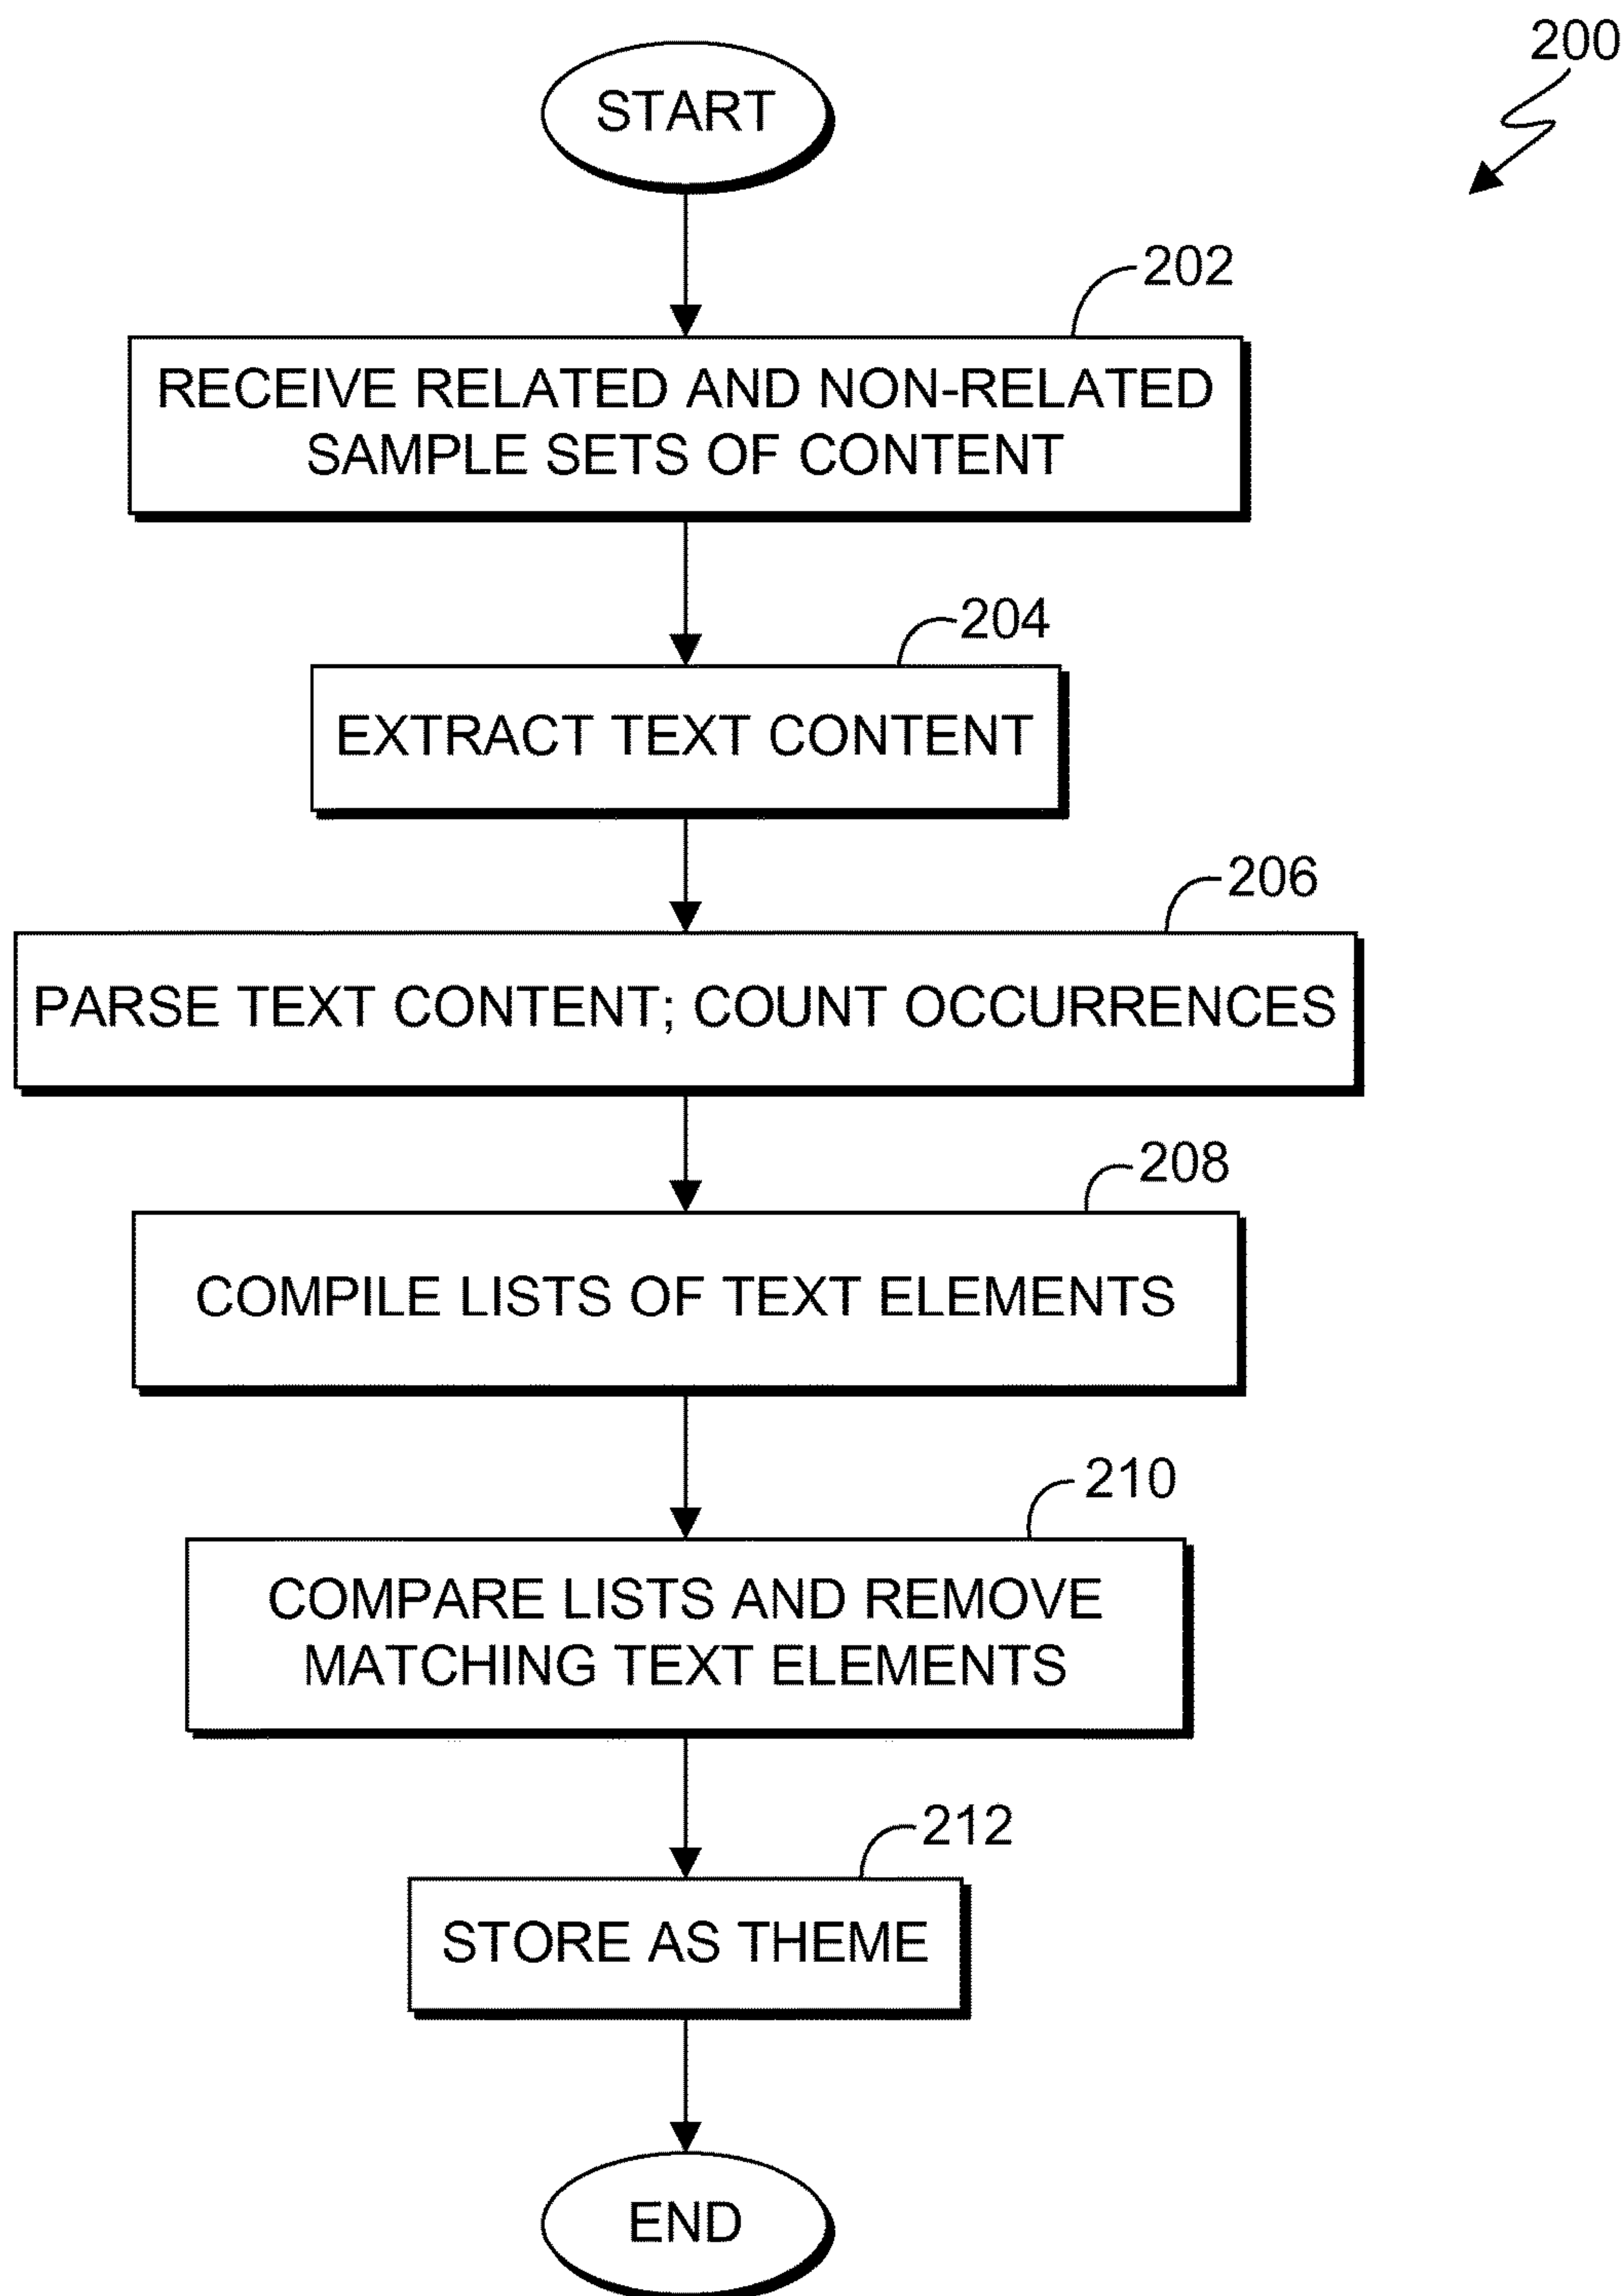 200
START
202
RECEIVE RELATED AND NON-RELATED
SAMPLE SETS OF CONTENT
204
EXTRACT TEXT CONTENT
206
PARSE TEXT CONTENT; COUNT OCCURRENCES
208
COMPILE LISTS OF TEXT ELEMENTS
210
COMPARE LISTS AND REMOVE
MATCHING TEXT ELEMENTS
212
STORE AS THEME
END